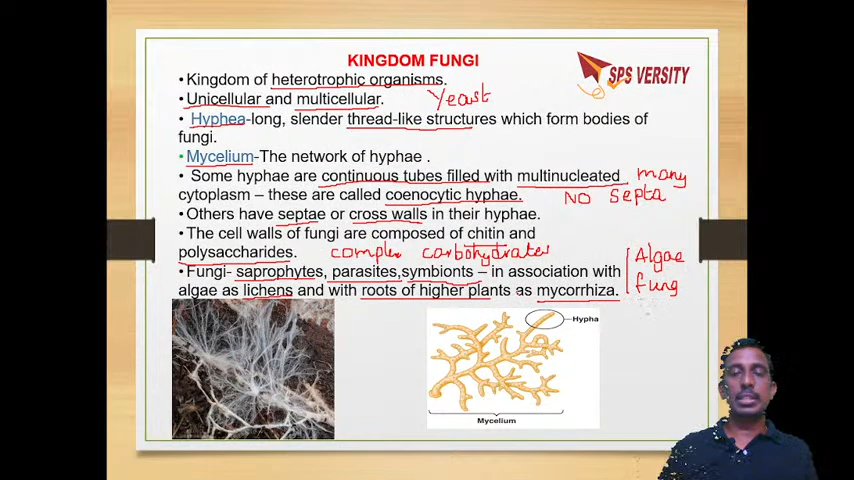 KINGDOM FUNGI
SPS VERSITY
•Kingdom of heterotrophic organisms.
•Unicellular and multicellular. Yeast
• Hyphea-long, slender thread-like structures which form bodies of
fungi.
•Mycelium-The network of hyphae .
• Some hyphae are continuous tubes filled with multinucleated many
cytoplasm – these are called coenocytic hyphae. NO Septa
•Others have septae or cross walls in their hyphae.
•The cell walls of fungi are composed of chitin and
polysaccharides. complex carbohydrates
•Fungi- saprophytes, parasites,symbionts – in association with Algae
algae as lichens and with roots of higher plants as mycorrhiza. fung
Hypha
Mycelium